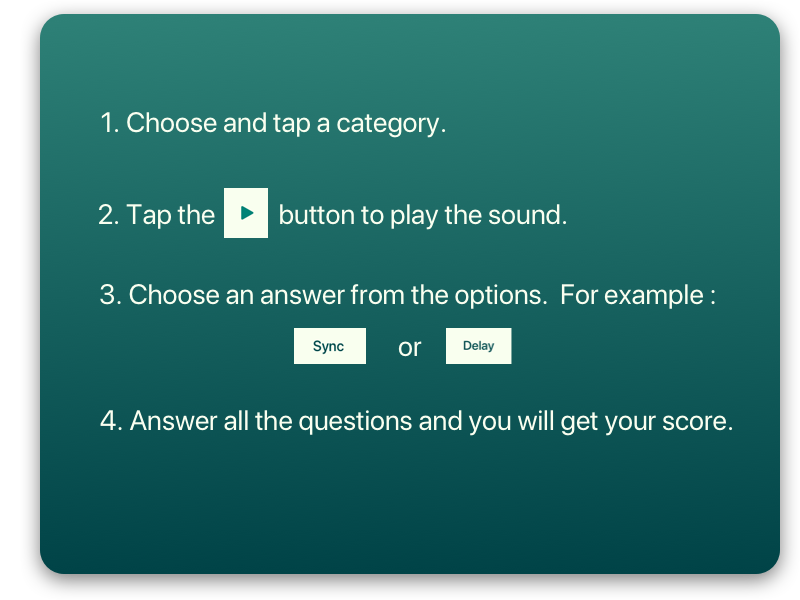 1. Choose and tap a category.
2. Tap the button to play the sound.
3. Choose an answer from the options. For example :
Sync or Delay
4. Answer all the questions and you will get your score.